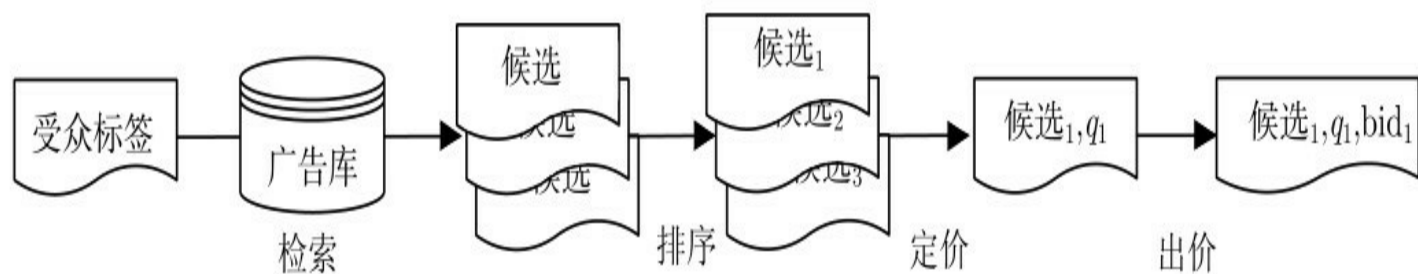 受众标签
广告库
检索
候选
候选
候选
排序
候选₁
候选₂
候选₃
定价
候选₁,q₁
出价
候选₁,q₁,bid₁